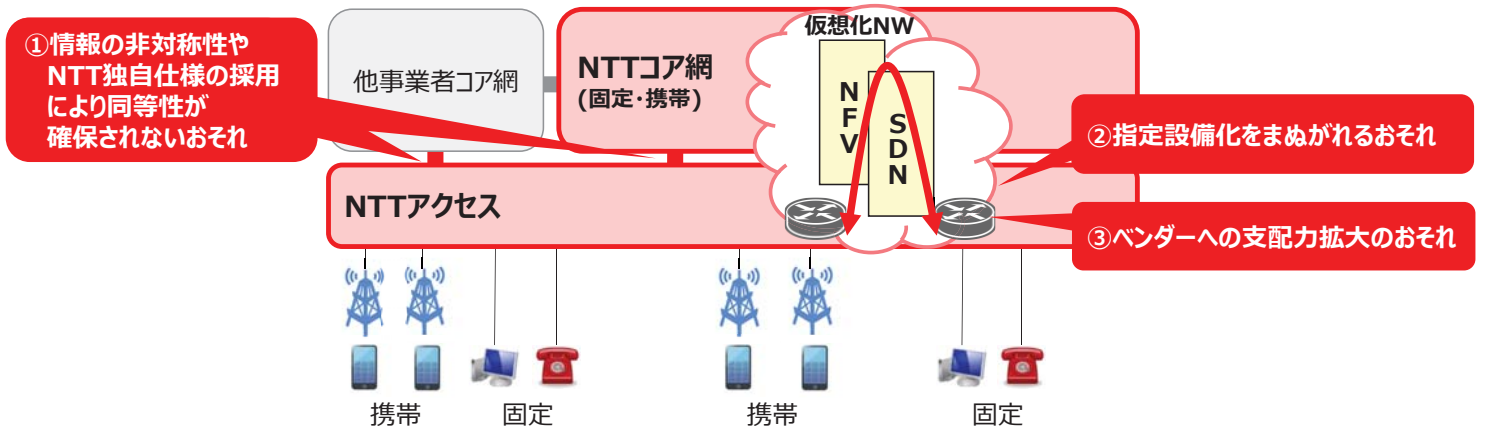 ①情報の非対称性や
NTT独自仕様の採用
により同等性が
確保されないおそれ
他事業者コア網
NTTコア網
(固定・携帯)
仮想化NW
NFV
SDN
②指定設備化をまぬがれるおそれ
NTTアクセス
③ベンダーへの支配力拡大のおそれ
携帯
固定
携帯
固定